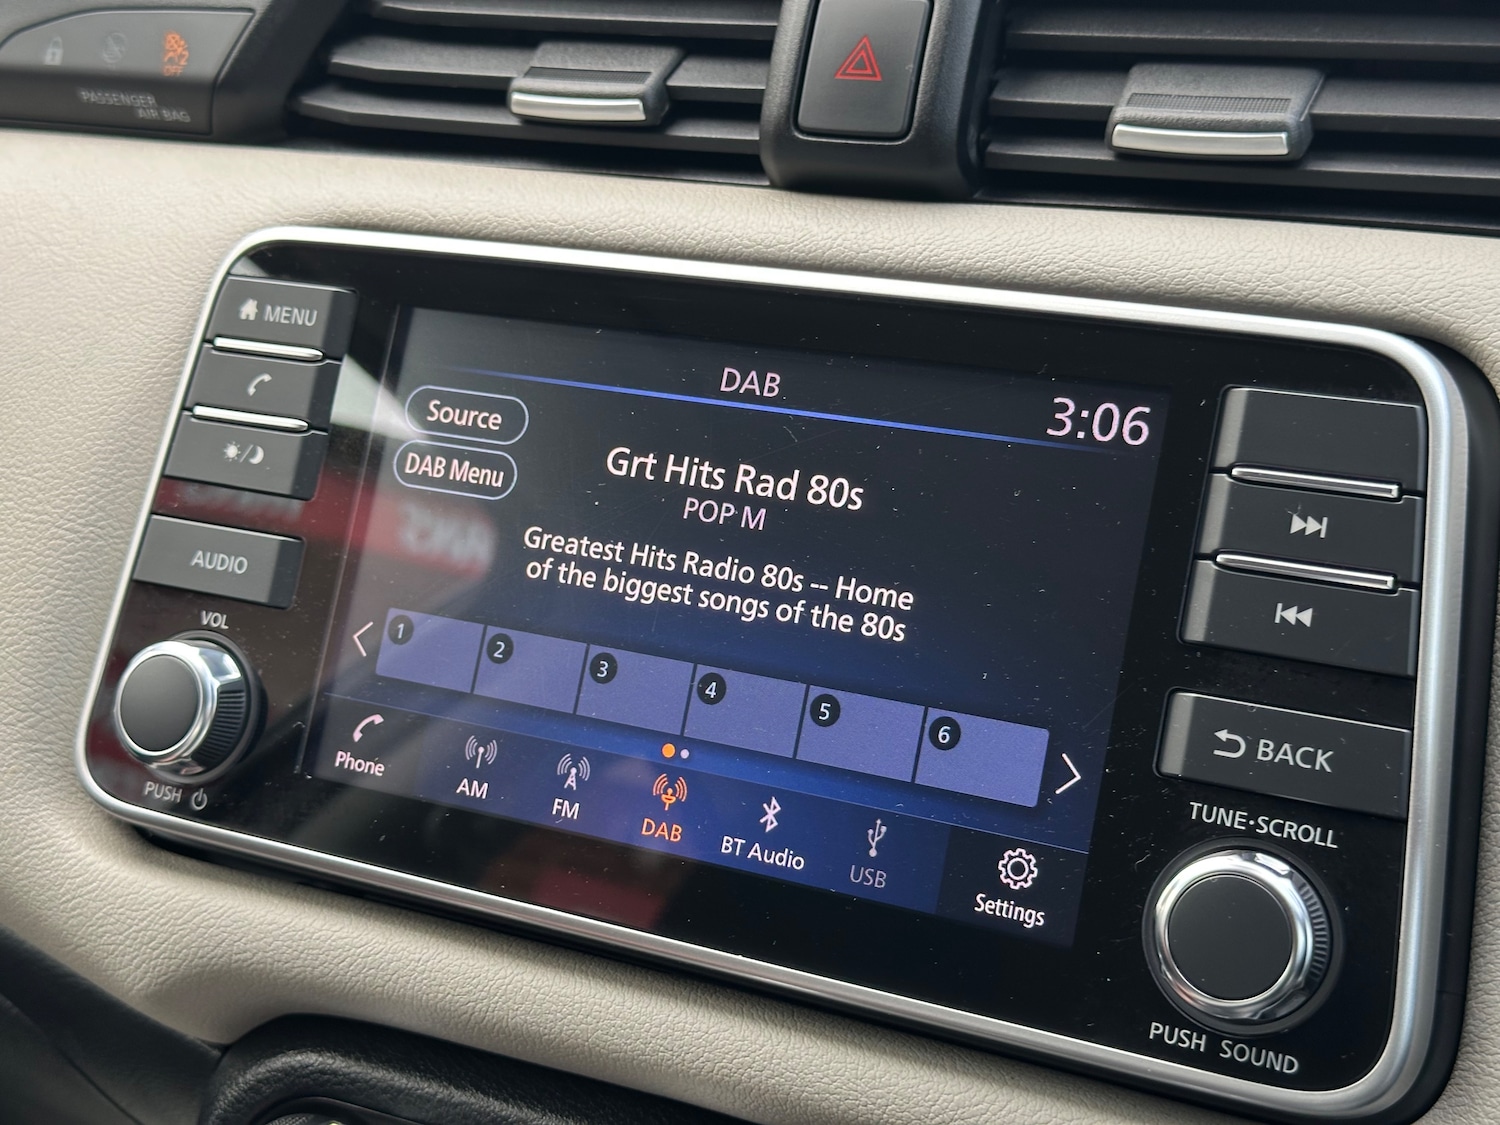 OFF
PASSENGER
AIR BAG
MENU
AUDIO
VOL
PUSH
DAB
3:06
Source
DAB Menu
Grt Hits Rad 80s
POP M
Greatest Hits Radio 80s -- Home
of the biggest songs of the 80s
1
2
3
4
5
6
Phone
AM
FM
DAB
BT Audio
USB
Settings
BACK
TUNE•SCROLL
PUSH SOUND